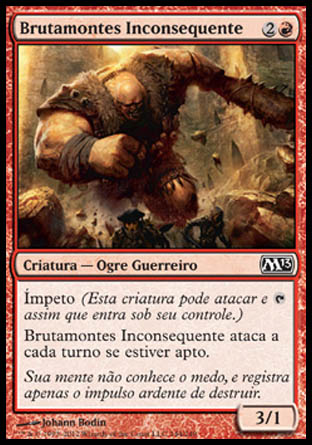 Brutamontes Inconsequente 2
Criatura — Ogre Guerreiro M13
Ímpeto (Esta criatura pode atacar e
assim que entra sob seu controle.)
Brutamontes Inconsequente ataca a
cada turno se estiver apto.
Sua mente não conhece o medo, e registra
apenas o impulso ardente de destruir.
Johann Bodin
3/1